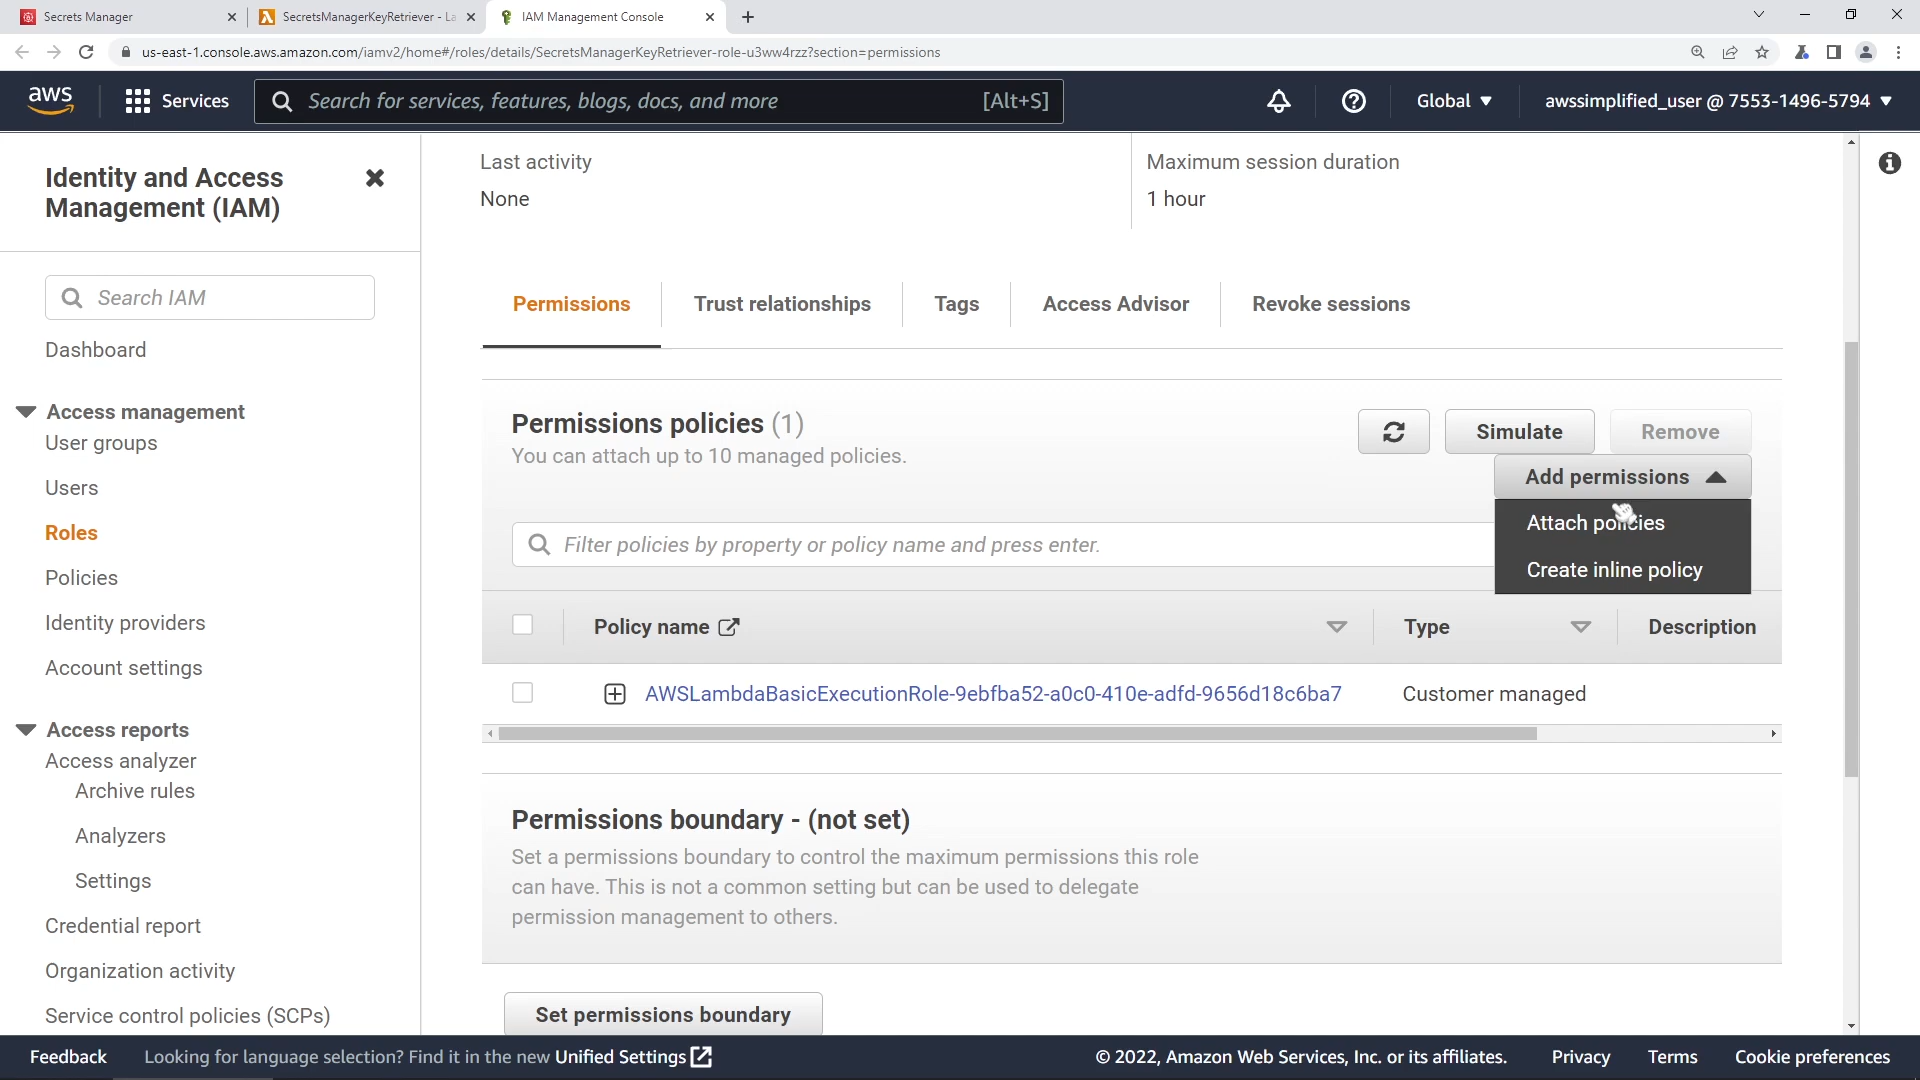 Secrets Manager
SecretsManagerKeyRetriever - La
IAM Management Console
us-east-1.console.aws.amazon.com/iamv2/home#/roles/details/SecretsManagerKeyRetriever-role-u3ww4rzz?section=permissions
aws
Services
Search for services, features, blogs, docs, and more
[Alt+S]
Global
awssimplified_user @ 7553-1496-5794
Identity and Access
Management (IAM)
Search IAM
Dashboard
Access management
User groups
Users
Roles
Policies
Identity providers
Account settings
Access reports
Access analyzer
Archive rules
Analyzers
Settings
Credential report
Organization activity
Service control policies (SCPs)
Last activity
None
Maximum session duration
1 hour
Permissions
Trust relationships
Tags
Access Advisor
Revoke sessions
Permissions policies (1)
You can attach up to 10 managed policies.
Simulate
Remove
Add permissions
Attach policies
Create inline policy
Filter policies by property or policy name and press enter.
Policy name
Type
Description
AWSLambdaBasicExecutionRole-9ebfba52-a0c0-410e-adfd-9656d18c6ba7
Customer managed
Permissions boundary - (not set)
Set a permissions boundary to control the maximum permissions this role
can have. This is not a common setting but can be used to delegate
permission management to others.
Set permissions boundary
Feedback
Looking for language selection? Find it in the new Unified Settings
© 2022, Amazon Web Services, Inc. or its affiliates.
Privacy
Terms
Cookie preferences